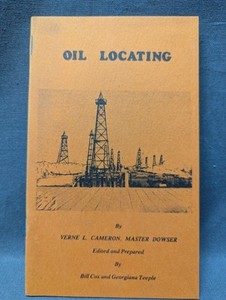 OIL LOCATING
By
VERNE L. CAMERON, MASTER DOWSER
Edited and Prepared
By
Bill Cox and Georgiana Teeple